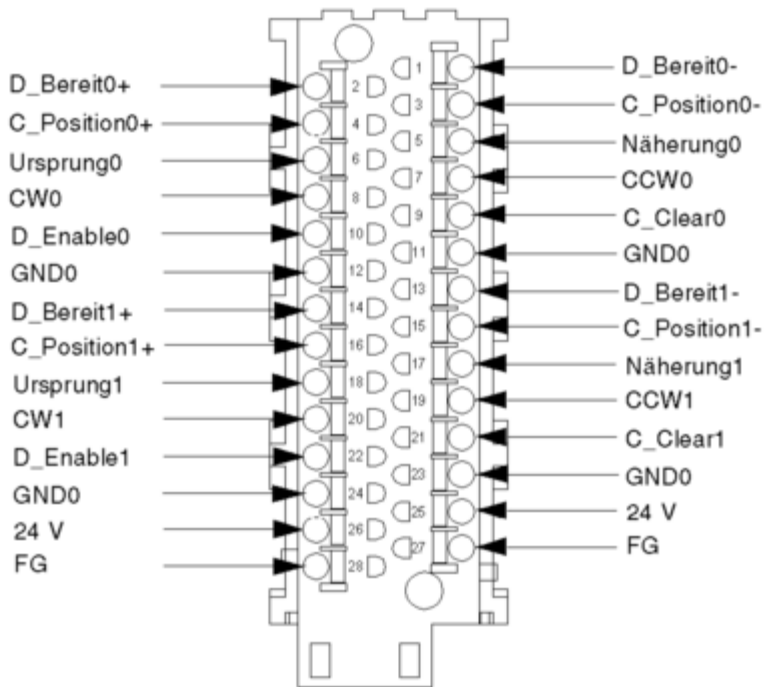 D_Bereit0+ 2 1 D_Bereit0-
C_Position0+ 4 3 C_Position0-
Ursprung0 6 5 Näherung0
CW0 8 7 CCW0
D_Enable0 10 9 C_Clear0
GND0 12 11 GND0
D_Bereit1+ 14 13 D_Bereit1-
C_Position1+ 16 15 C_Position1-
Ursprung1 18 17 Näherung1
CW1 20 19 CCW1
D_Enable1 22 21 C_Clear1
GND0 24 23 GND0
24 V 26 25 24 V
FG 28 27 FG